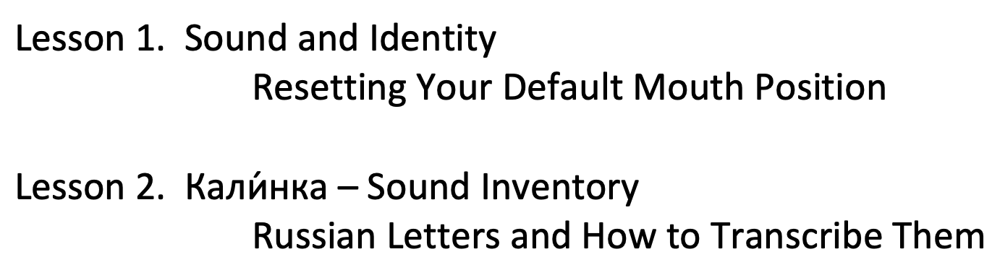 Lesson 1.  Sound and Identity
Resetting Your Default Mouth Position
Lesson 2.  Кали́нка – Sound Inventory
Russian Letters and How to Transcribe Them